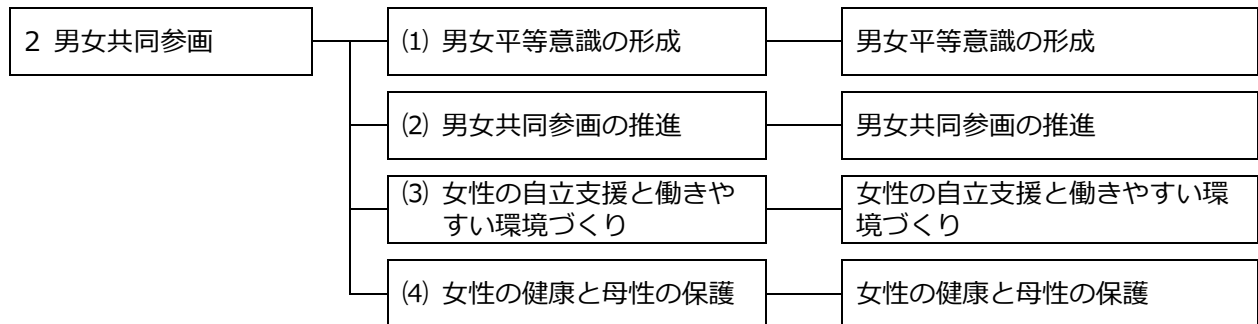 2 男女共同参画
⑴ 男女平等意識の形成
男女平等意識の形成
⑵ 男女共同参画の推進
男女共同参画の推進
⑶ 女性の自立支援と働きや
すい環境づくり
女性の自立支援と働きやすい環
境づくり
⑷ 女性の健康と母性の保護
女性の健康と母性の保護